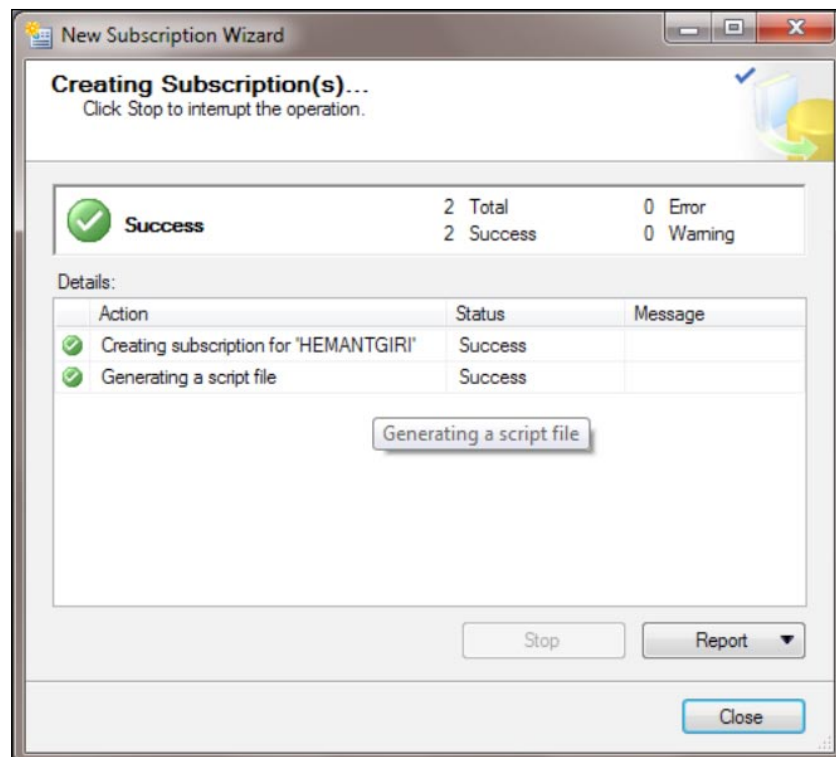 New Subscription Wizard
Creating Subscription(s)...
Click Stop to interrupt the operation.
Success
2 Total
0 Error
2 Success
0 Warning
Details:
Action Status Message
Creating subscription for 'HEMANTGIRI' Success
Generating a script file Success
Generating a script file
Stop Report
Close